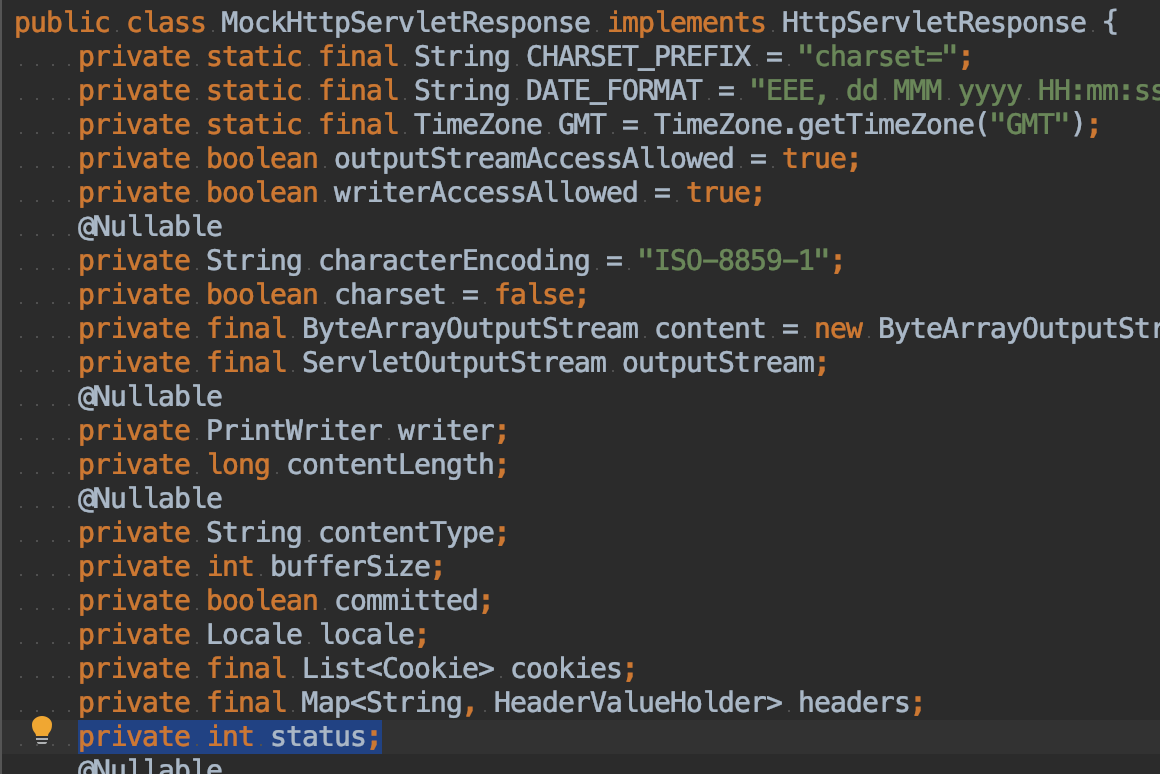 public class MockHttpServletResponse implements HttpServletResponse {
private static final String CHARSET_PREFIX = "charset=";
private static final String DATE_FORMAT = "EEE, dd MMM yyyy HH:mm:ss
private static final TimeZone GMT = TimeZone.getTimeZone("GMT");
private boolean outputStreamAccessAllowed = true;
private boolean writerAccessAllowed = true;
@Nullable
private String characterEncoding = "ISO-8859-1";
private boolean charset = false;
private final ByteArrayOutputStream content = new ByteArrayOutputStr
private final ServletOutputStream outputStream;
@Nullable
private PrintWriter writer;
private long contentLength;
@Nullable
private String contentType;
private int bufferSize;
private boolean committed;
private Locale locale;
private final List<Cookie> cookies;
private final Map<String, HeaderValueHolder> headers;
private int status;
@Nullable